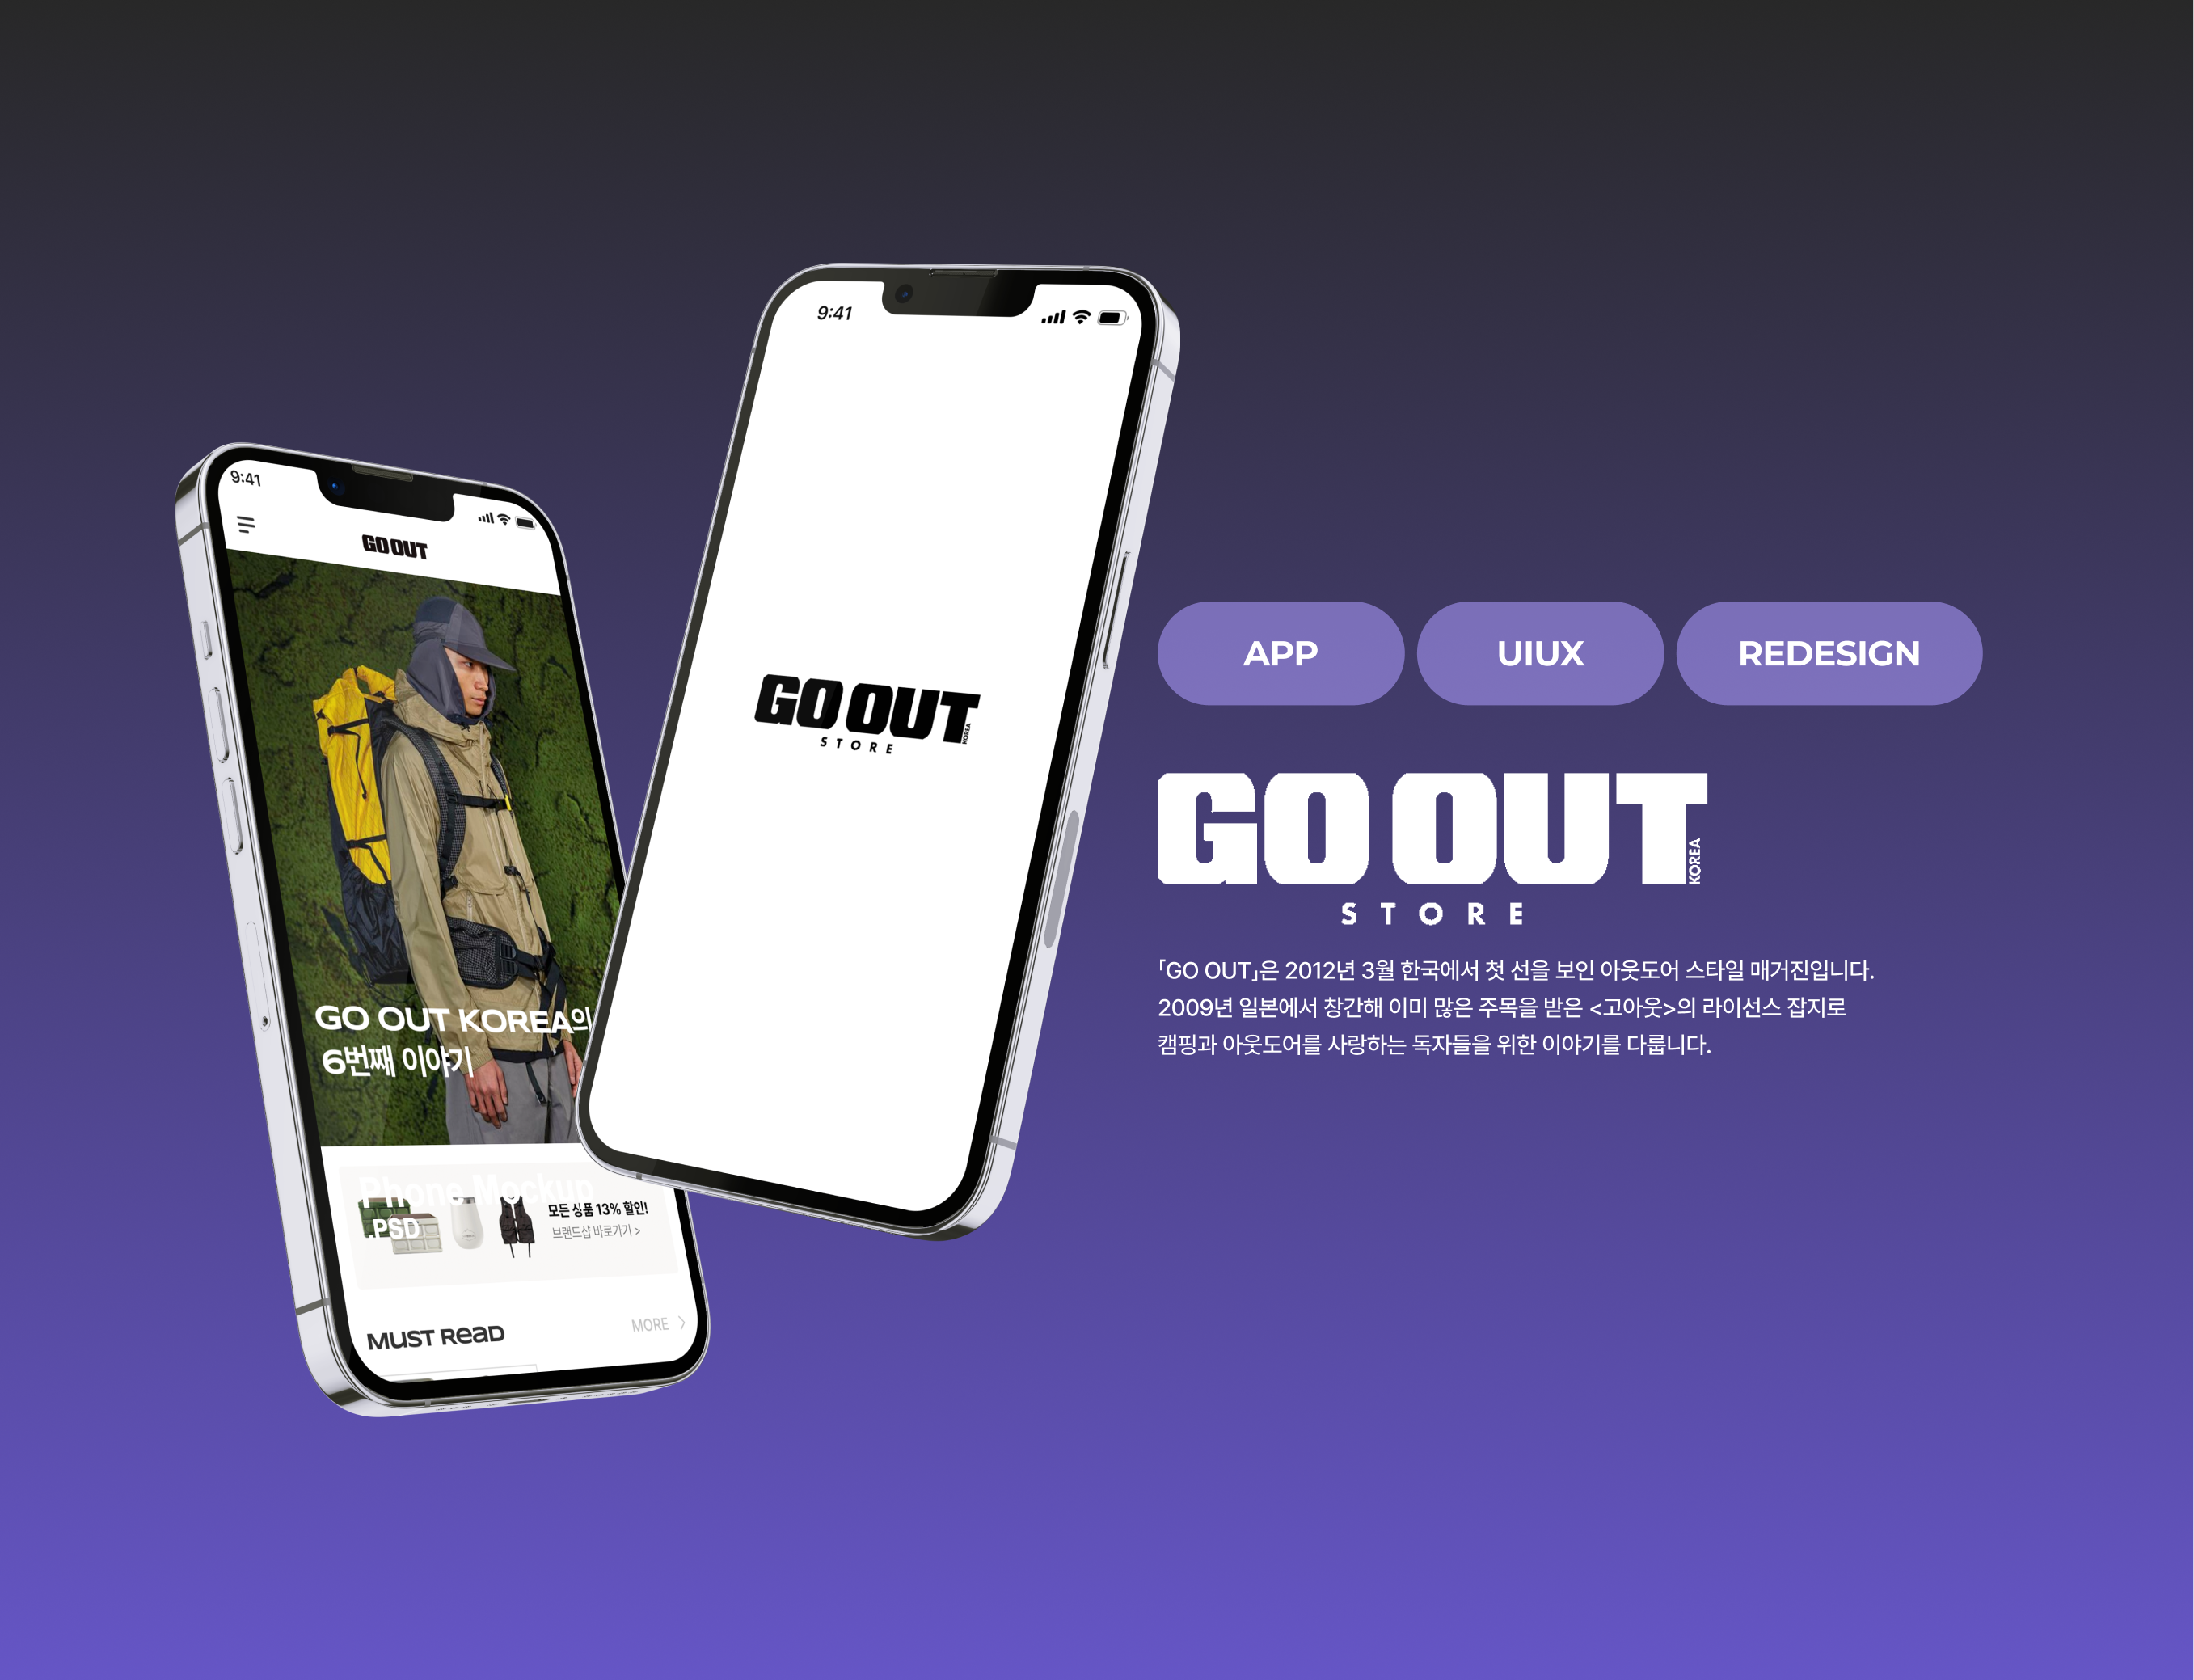 9:41
GO OUT
GO OUT KOREA의
6번째 이야기
Phone Mockup
.PSD
모든 상품 13% 할인!
브랜드샵 바로가기 >
MUST READ
MORE >
9:41
GO OUT
KOREA
STORE
APP
UIUX
REDESIGN
GO OUT
KOREA
STORE
「GO OUT」은 2012년 3월 한국에서 첫 선을 보인 아웃도어 스타일 매거진입니다.
2009년 일본에서 창간해 이미 많은 주목을 받은 <고아웃>의 라이선스 잡지로
캠핑과 아웃도어를 사랑하는 독자들을 위한 이야기를 다룹니다.